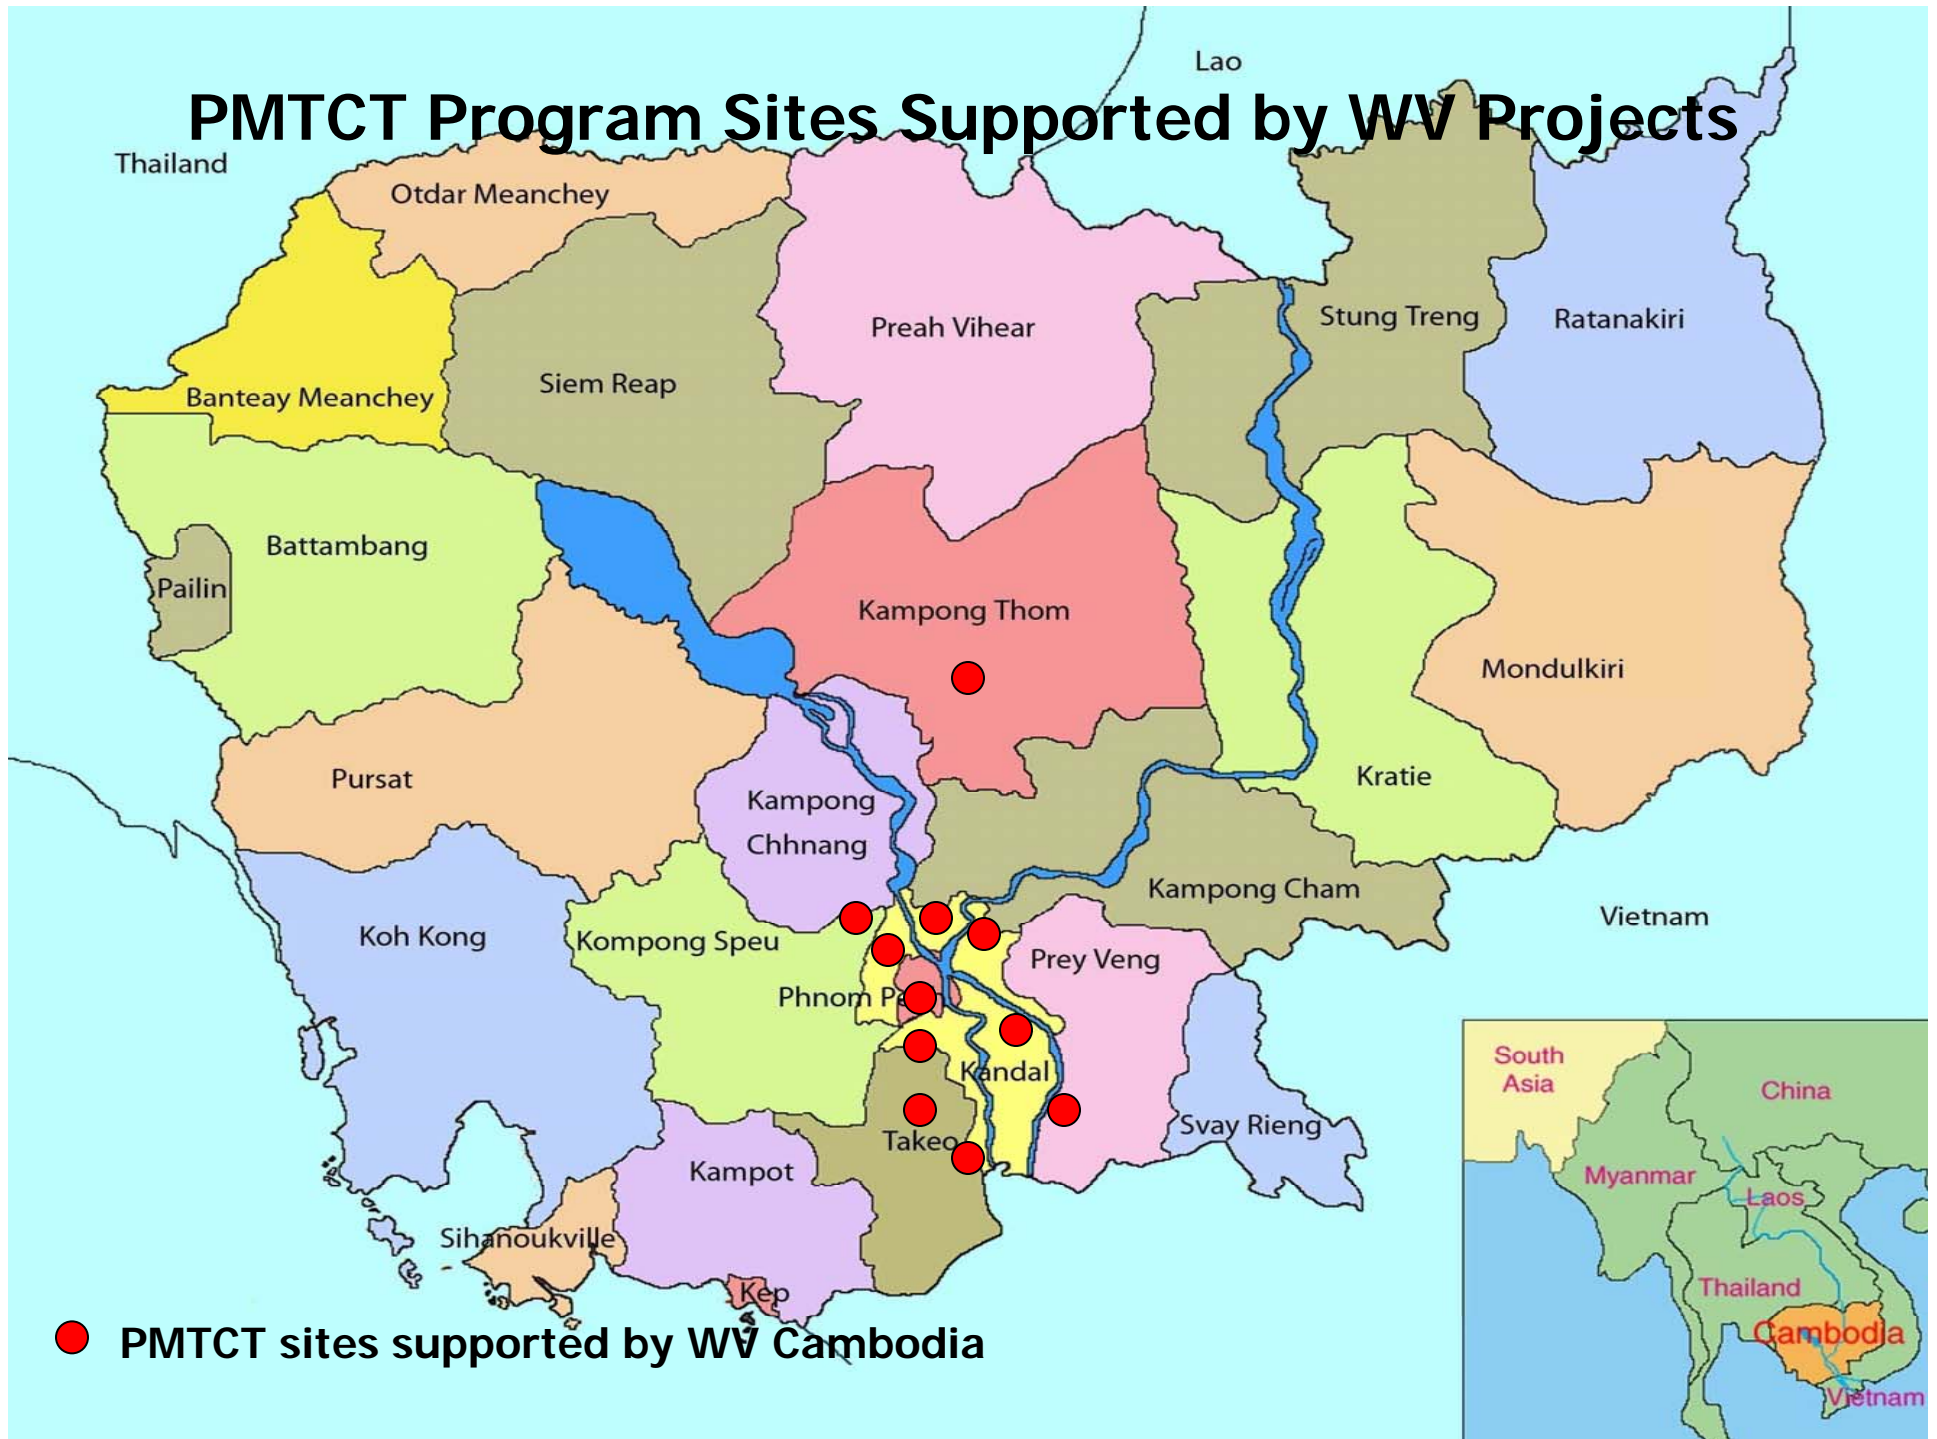 Lao
PMTCT Program Sites Supported by WV Projects
Thailand
Otdar Meanchey
Stung Treng
Ratanakiri
Preah Vihear
Siem Reap
Banteay Meanchey
Battambang
Pailin
Kampong Thom
Mondulkiri
Pursat
Kratie
Kampong
Chhnang
Kampong Cham
Vietnam
Koh Kong
Kompong Speu
Prey Veng
Phnom Penh
Kandal
Takeo
Svay Rieng
Kampot
Sihanoukville
Kep
South
Asia
China
Myanmar
Laos
Thailand
Cambodia
Vietnam
PMTCT sites supported by WV Cambodia